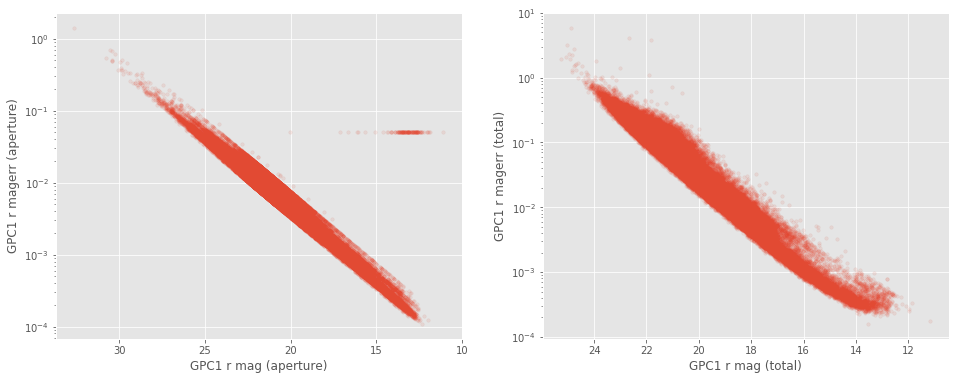 GPC1 r magerr (aperture)
10⁰
10⁻¹
10⁻²
10⁻³
10⁻⁴
30 25 20 15 10
GPC1 r mag (aperture)
GPC1 r magerr (total)
10¹
10⁰
10⁻¹
10⁻²
10⁻³
10⁻⁴
24 22 20 18 16 14 12
GPC1 r mag (total)